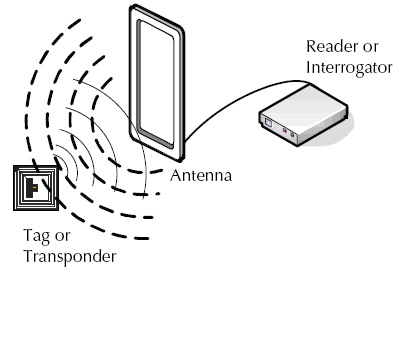 Reader or
Interrogator
Antenna
Tag or
Transponder